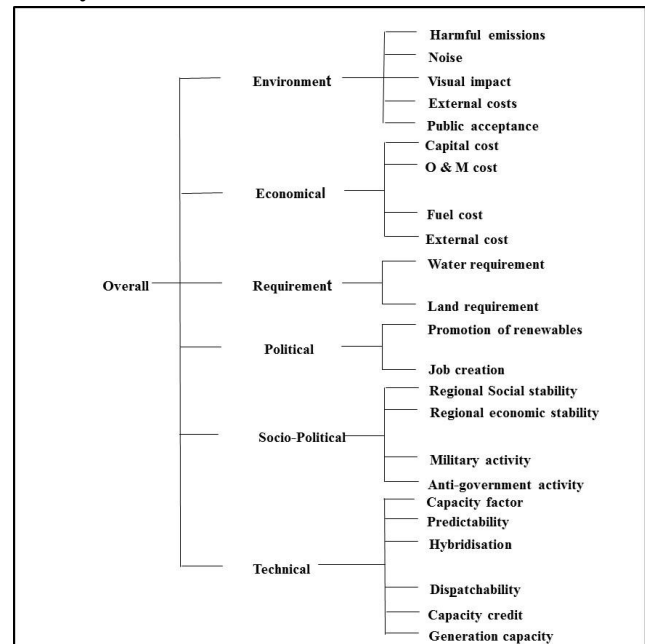 Harmful emissions
Noise
Environment
Visual impact
External costs
Public acceptance
Capital cost
O & M cost
Economical
Fuel cost
External cost
Water requirement
Overall
Requirement
Land requirement
Promotion of renewables
Political
Job creation
Regional Social stability
Regional economic stability
Socio-Political
Military activity
Anti-government activity
Capacity factor
Predictability
Hybridisation
Technical
Dispatchability
Capacity credit
Generation capacity